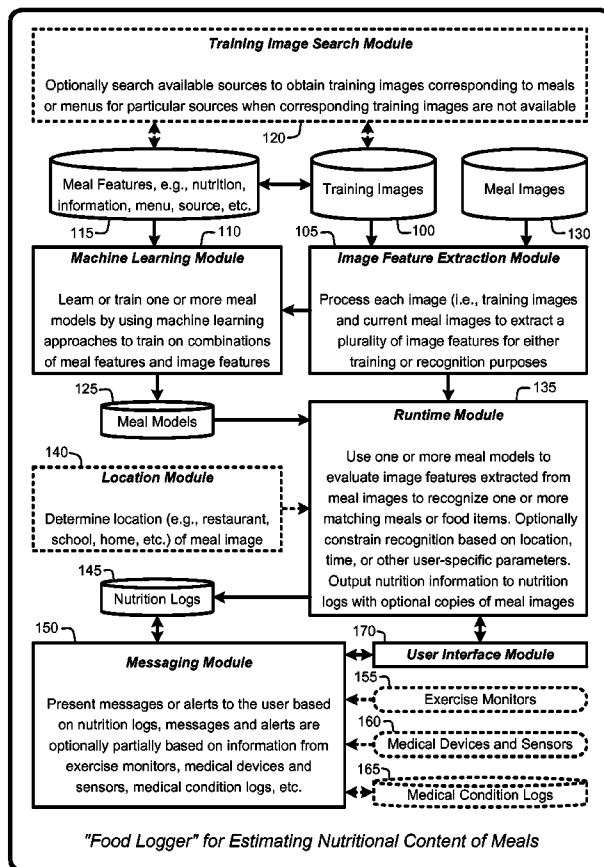 Training Image Search Module
Optionally search available sources to obtain training images corresponding to meals
or menus for particular sources when corresponding training images are not available
120
Meal Features, e.g., nutrition,
information, menu, source, etc.
115
Training Images
100
Meal Images
130
110
Machine Learning Module
Learn or train one or more meal
models by using machine learning
approaches to train on combinations
of meal features and image features
105
Image Feature Extraction Module
Process each image (i.e., training images
and current meal images to extract a
plurality of image features for either
training or recognition purposes
125
Meal Models
135
Runtime Module
Use one or more meal models to
evaluate image features extracted from
meal images to recognize one or more
matching meals or food items. Optionally
constrain recognition based on location,
time, or other user-specific parameters.
Output nutrition information to nutrition
logs with optional copies of meal images
140
Location Module
Determine location (e.g., restaurant,
school, home, etc.) of meal image
145
Nutrition Logs
150
Messaging Module
Present messages or alerts to the user based
on nutrition logs, messages and alerts are
optionally partially based on information from
exercise monitors, medical devices and
sensors, medical condition logs, etc.
170
User Interface Module
155
Exercise Monitors
160
Medical Devices and Sensors
165
Medical Condition Logs
"Food Logger" for Estimating Nutritional Content of Meals